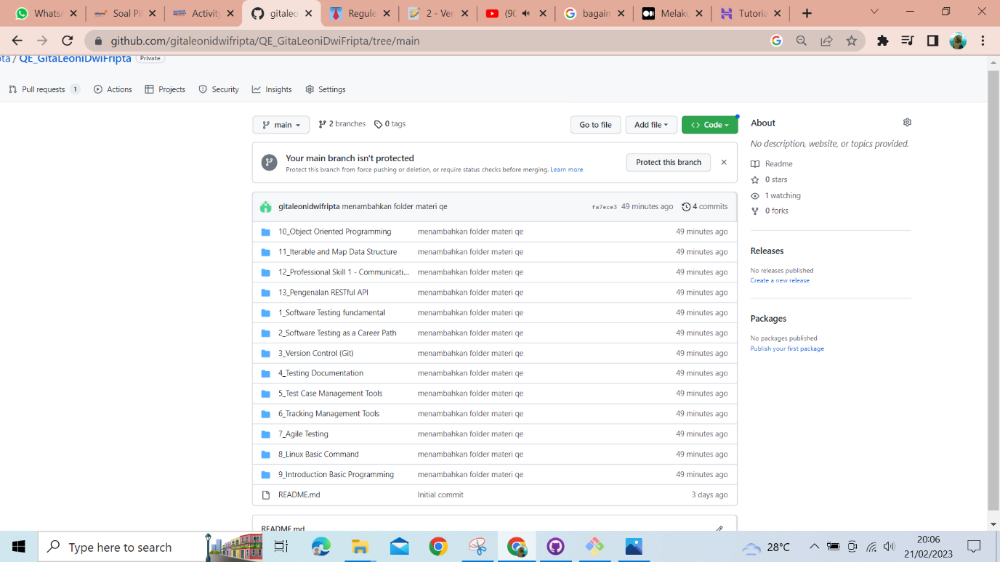 WhatsA
Soal Pil
Activity
gitaleo
Regule
2 - Ver
(90
bagaim
Melaku
Tutoria
github.com/gitaleonidwifripta/QE_GitaLeoniDwiFripta/tree/main
pta / QE_GitaLeoniDwiFripta Private
Pull requests 1 Actions Projects Security Insights Settings
main 2 branches 0 tags Go to file Add file <> Code
Your main branch isn't protected
Protect this branch from force pushing or deletion, or require status checks before merging. Learn more
Protect this branch
gitaleonidwifripta menambahkan folder materi qe fa7ece3 49 minutes ago 4 commits
10_Object Oriented Programming menambahkan folder materi qe 49 minutes ago
11_Iterable and Map Data Structure menambahkan folder materi qe 49 minutes ago
12_Professional Skill 1 - Communicati... menambahkan folder materi qe 49 minutes ago
13_Pengenalan RESTful API menambahkan folder materi qe 49 minutes ago
1_Software Testing fundamental menambahkan folder materi qe 49 minutes ago
2_Software Testing as a Career Path menambahkan folder materi qe 49 minutes ago
3_Version Control (Git) menambahkan folder materi qe 49 minutes ago
4_Testing Documentation menambahkan folder materi qe 49 minutes ago
5_Test Case Management Tools menambahkan folder materi qe 49 minutes ago
6_Tracking Management Tools menambahkan folder materi qe 49 minutes ago
7_Agile Testing menambahkan folder materi qe 49 minutes ago
8_Linux Basic Command menambahkan folder materi qe 49 minutes ago
9_Introduction Basic Programming menambahkan folder materi qe 49 minutes ago
README.md Initial commit 3 days ago
README.md
About
No description, website, or topics provided.
Readme
0 stars
1 watching
0 forks
Releases
No releases published
Create a new release
Packages
No packages published
Publish your first package
Type here to search
28°C
20:06
21/02/2023